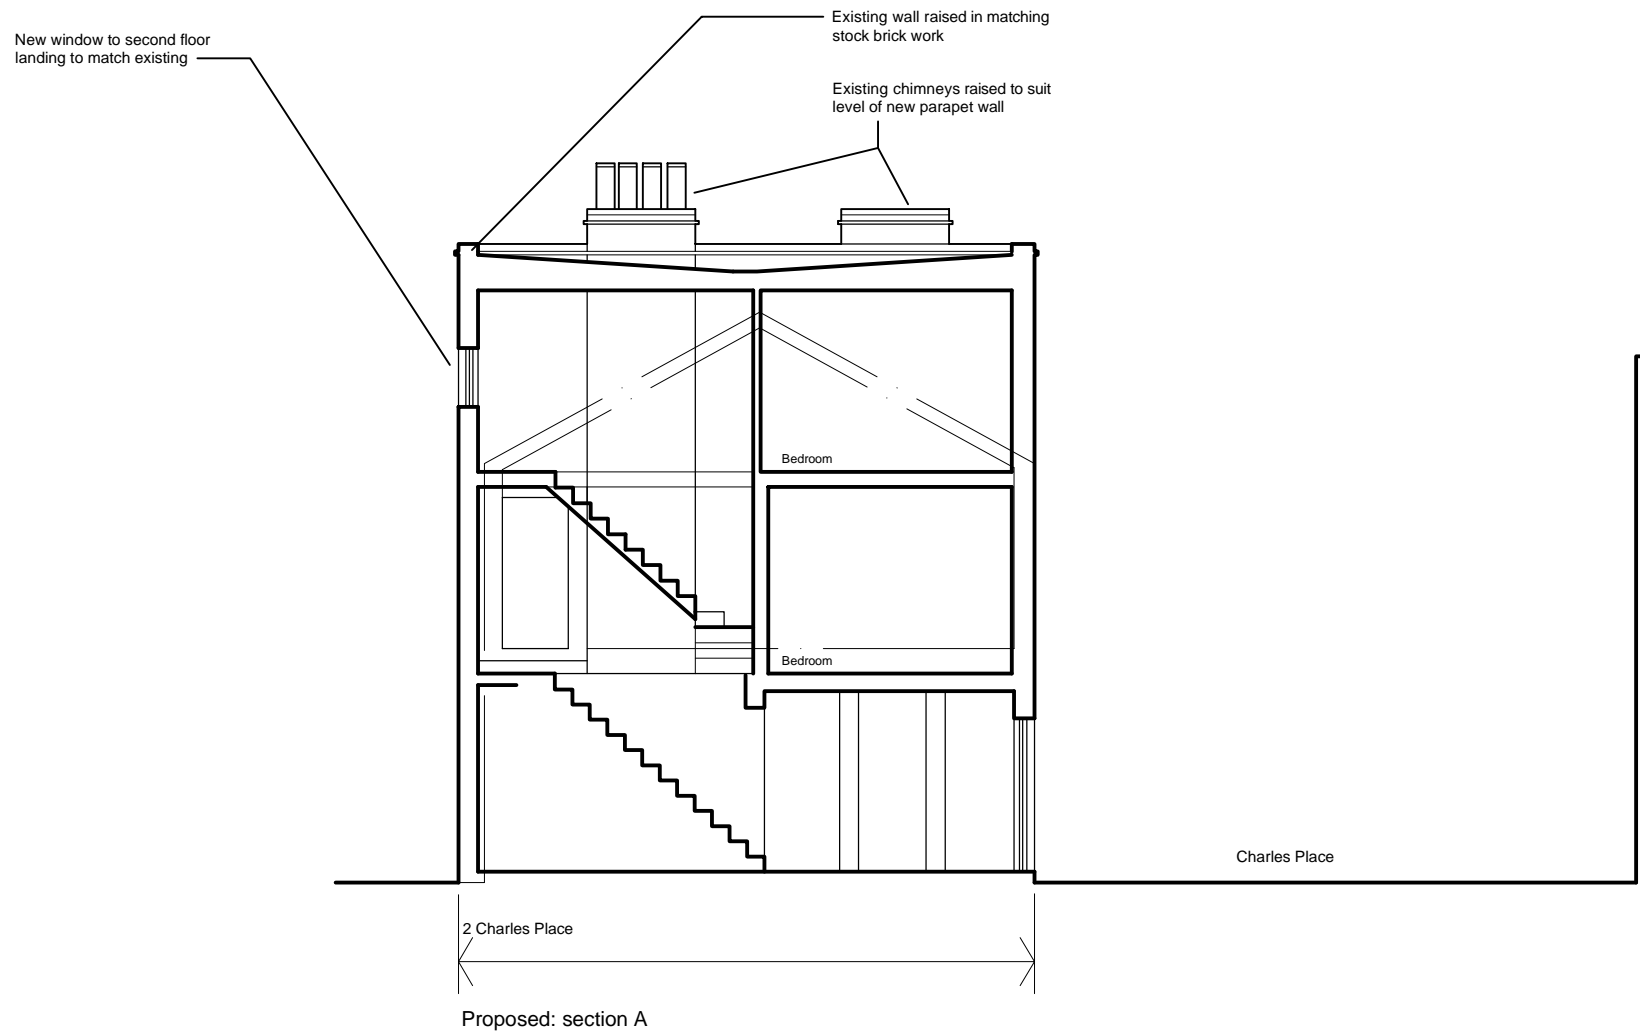 Existing wall raised in matching
stock brick work
New window to second floor
landing to match existing
Existing chimneys raised to suit
level of new parapet wall
Bedroom
Bedroom
Charles Place
2 Charles Place
Proposed: section A